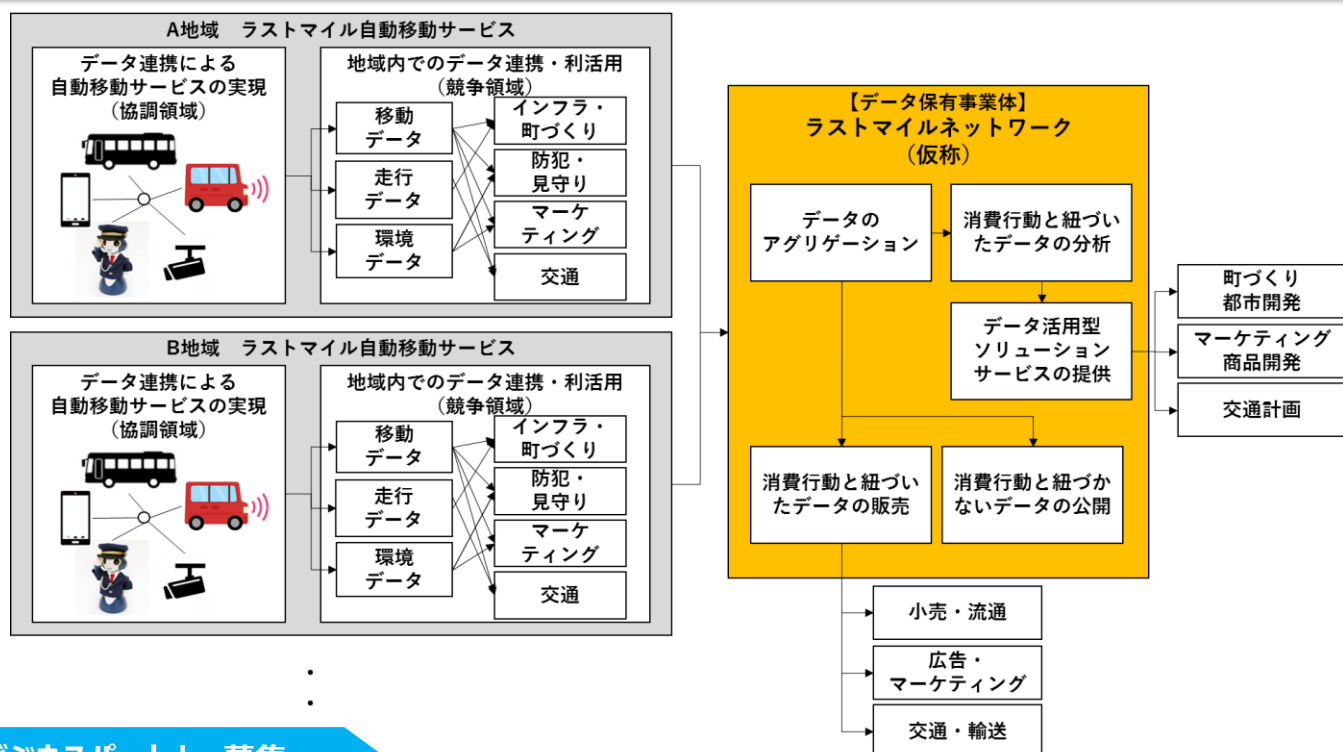 A地域　ラストマイル自動移動サービス
データ連携による
自動移動サービスの実現
（協調領域）
地域内でのデータ連携・利活用
（競争領域）
移動
データ
走行
データ
環境
データ
インフラ・
町づくり
防犯・
見守り
マーケ
ティング
交通
B地域　ラストマイル自動移動サービス
データ連携による
自動移動サービスの実現
（協調領域）
地域内でのデータ連携・利活用
（競争領域）
移動
データ
走行
データ
環境
データ
インフラ・
町づくり
防犯・
見守り
マーケ
ティング
交通
・
・
【データ保有事業体】
ラストマイルネットワーク
（仮称）
データの
アグリゲーション
消費行動と紐づい
たデータの分析
データ活用型
ソリューション
サービスの提供
消費行動と紐づい
たデータの販売
消費行動と紐づか
ないデータの公開
町づくり
都市開発
マーケティング
商品開発
交通計画
小売・流通
広告・
マーケティング
交通・輸送